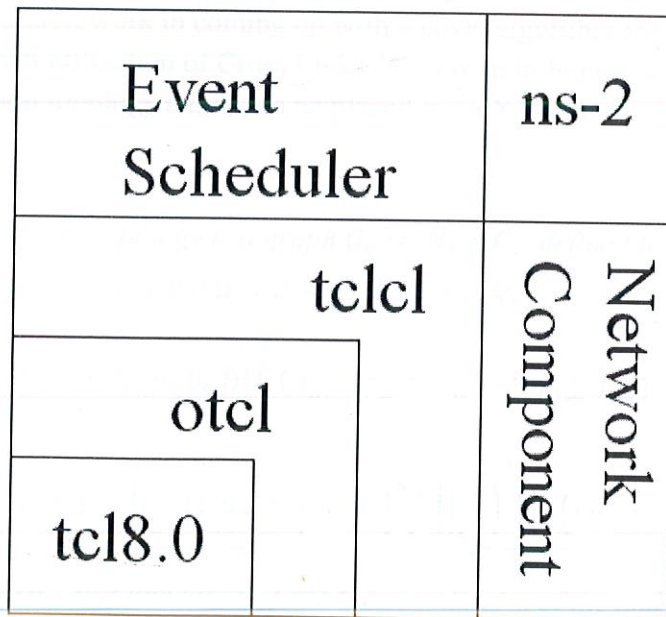 Event
Scheduler
ns-2
tclcl
otcl
tcl8.0
Network
Component